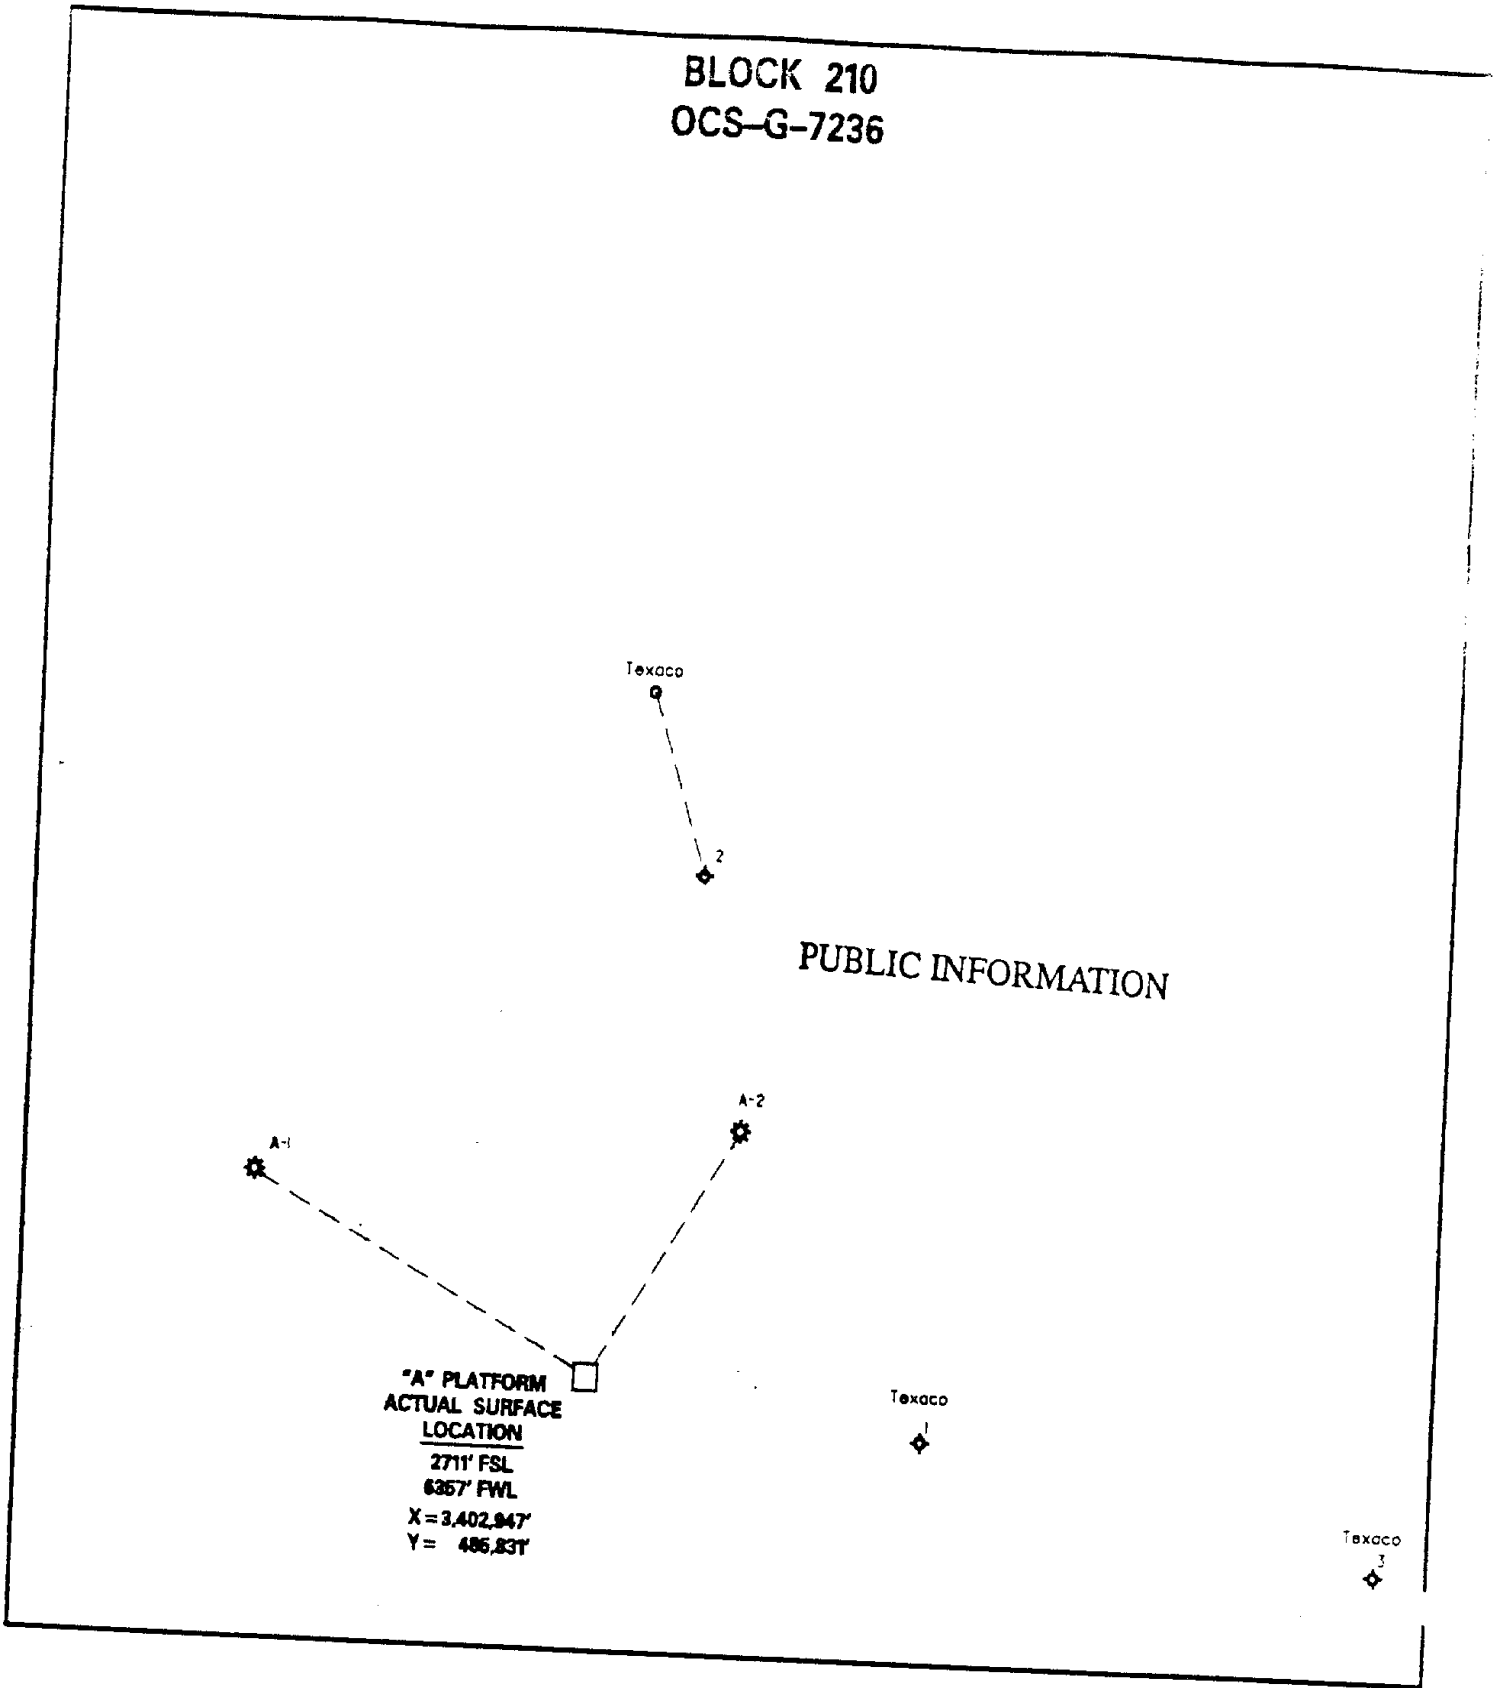 BLOCK 210
OCS-G-7236
Texaco
2
PUBLIC INFORMATION
A-2
A-1
"A" PLATFORM
ACTUAL SURFACE
LOCATION
2711' FSL
6357' FWL
X = 3,402,947'
Y =
Texaco
1
Texaco
3